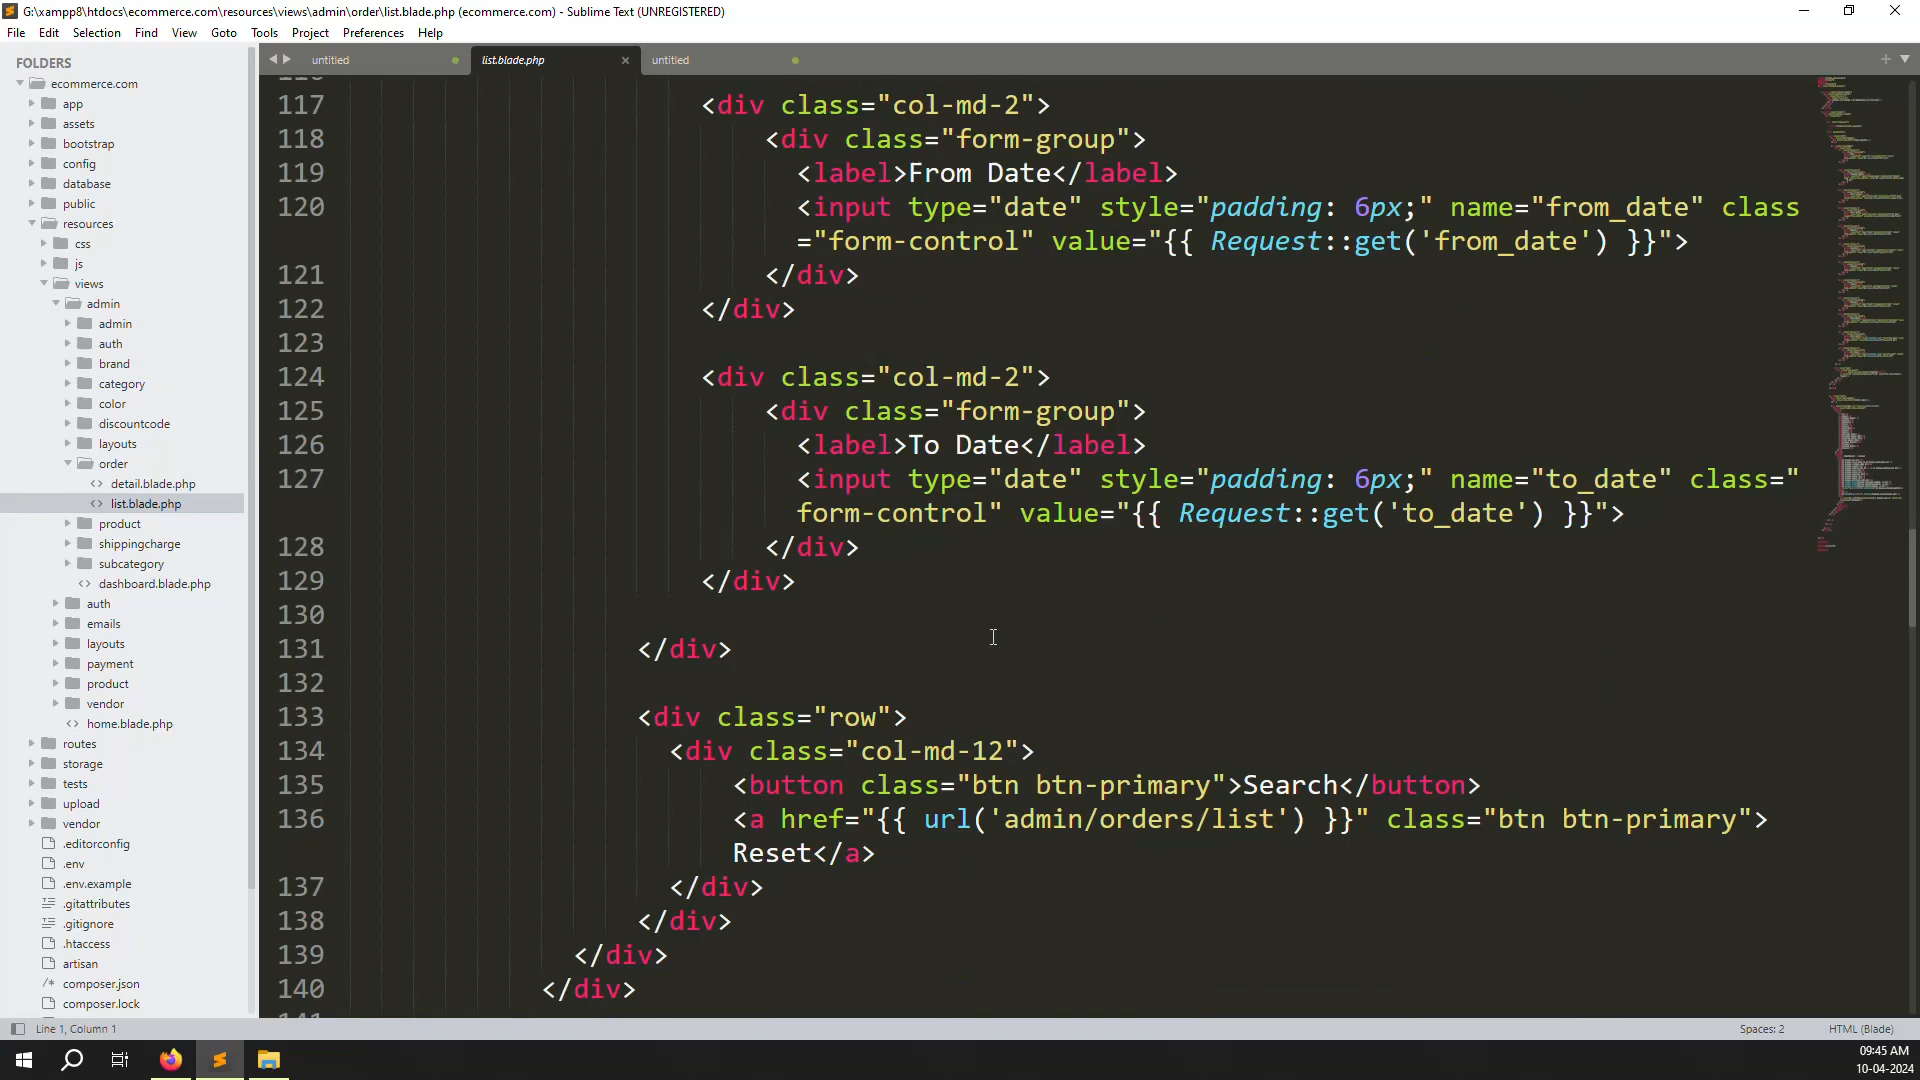 G:\xampp8\htdocs\ecommerce.com\resources\views\admin\order\list.blade.php (ecommerce.com) - Sublime Text (UNREGISTERED)
File Edit Selection Find View Goto Tools Project Preferences Help
FOLDERS
ecommerce.com
app
assets
bootstrap
config
database
public
resources
css
js
views
admin
admin
auth
brand
category
color
discountcode
layouts
order
detail.blade.php
list.blade.php
product
shippingcharge
subcategory
dashboard.blade.php
auth
emails
layouts
payment
product
vendor
home.blade.php
routes
storage
tests
upload
vendor
.editorconfig
.env
.env.example
.gitattributes
.gitignore
.htaccess
artisan
composer.json
composer.lock
untitled list.blade.php × untitled
117 <div class="col-md-2">
118 <div class="form-group">
119 <label>From Date</label>
120 <input type="date" style="padding: 6px;" name="from_date" class
="form-control" value="{{ Request::get('from_date') }}">
121 </div>
122 </div>
123
124 <div class="col-md-2">
125 <div class="form-group">
126 <label>To Date</label>
127 <input type="date" style="padding: 6px;" name="to_date" class="
form-control" value="{{ Request::get('to_date') }}">
128 </div>
129 </div>
130
131 </div>
132
133 <div class="row">
134 <div class="col-md-12">
135 <button class="btn btn-primary">Search</button>
136 <a href="{{ url('admin/orders/list') }}" class="btn btn-primary">
Reset</a>
137 </div>
138 </div>
139 </div>
140 </div>
Line 1, Column 1
Spaces: 2 HTML (Blade)
09:45 AM
10-04-2024